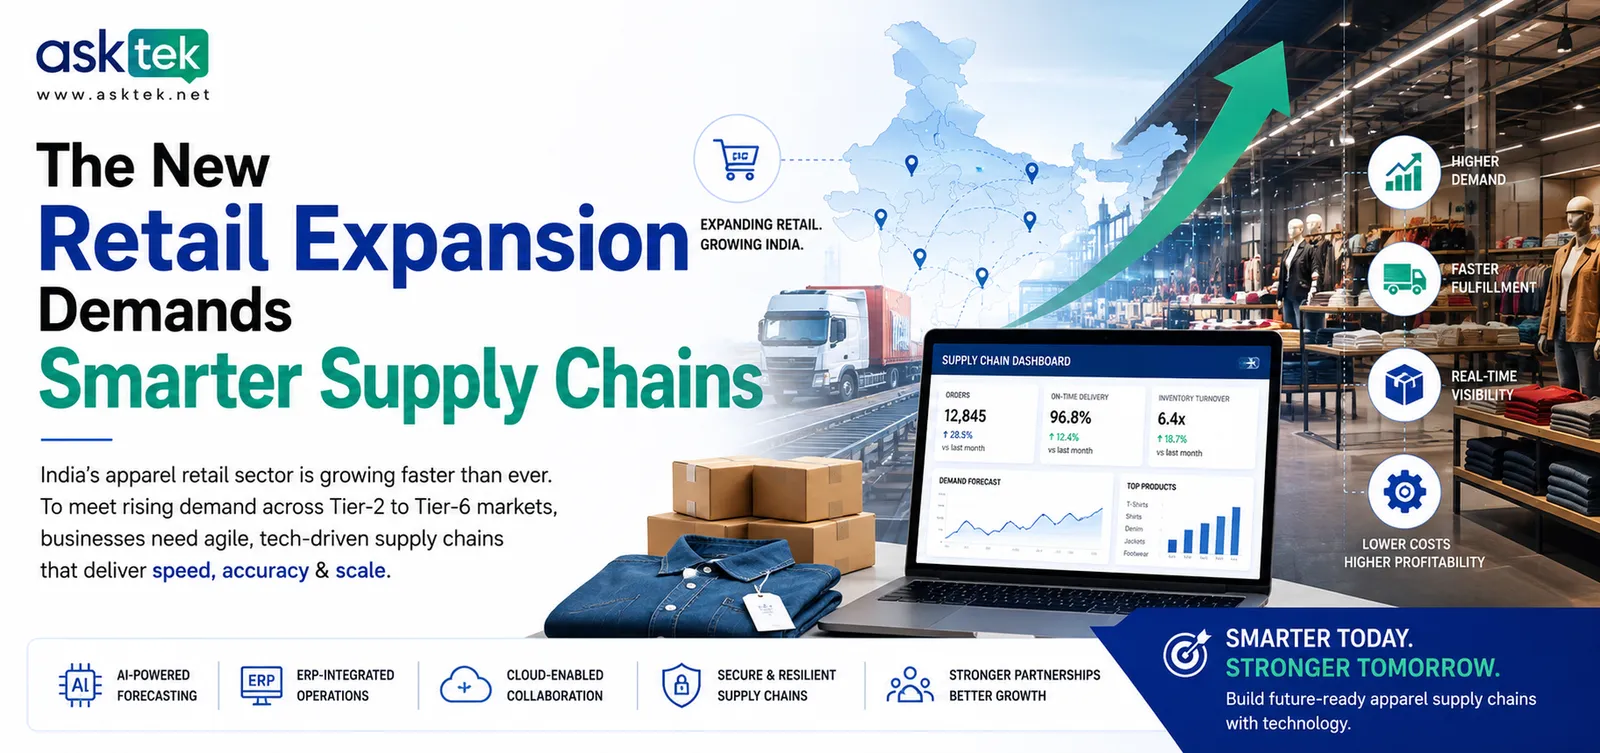 asktek
www.asktek.net
The New
Retail Expansion
Demands
Smarter Supply Chains
India's apparel retail sector is growing faster than ever.
To meet rising demand across Tier-2 to Tier-6 markets,
businesses need agile, tech-driven supply chains
that deliver speed, accuracy & scale.
EXPANDING RETAIL.
GROWING INDIA.
HIGHER
DEMAND
FASTER
FULFILLMENT
REAL-TIME
VISIBILITY
LOWER COSTS
HIGHER PROFITABILITY
SUPPLY CHAIN DASHBOARD
ORDERS
12,845
↑ 28.5%
vs last month
ON-TIME DELIVERY
96.8%
↑ 12.4%
vs last month
INVENTORY TURNOVER
6.4x
↑ 18.7%
vs last month
DEMAND FORECAST
TOP PRODUCTS
T-Shirts
Shirts
Denim
Jackets
Footwear
AI
AI-POWERED
FORECASTING
ERP
ERP-INTEGRATED
OPERATIONS
CLOUD-ENABLED
COLLABORATION
SECURE & RESILIENT
SUPPLY CHAINS
STRONGER PARTNERSHIPS
BETTER GROWTH
SMARTER TODAY.
STRONGER TOMORROW.
Build future-ready apparel supply chains
with technology.